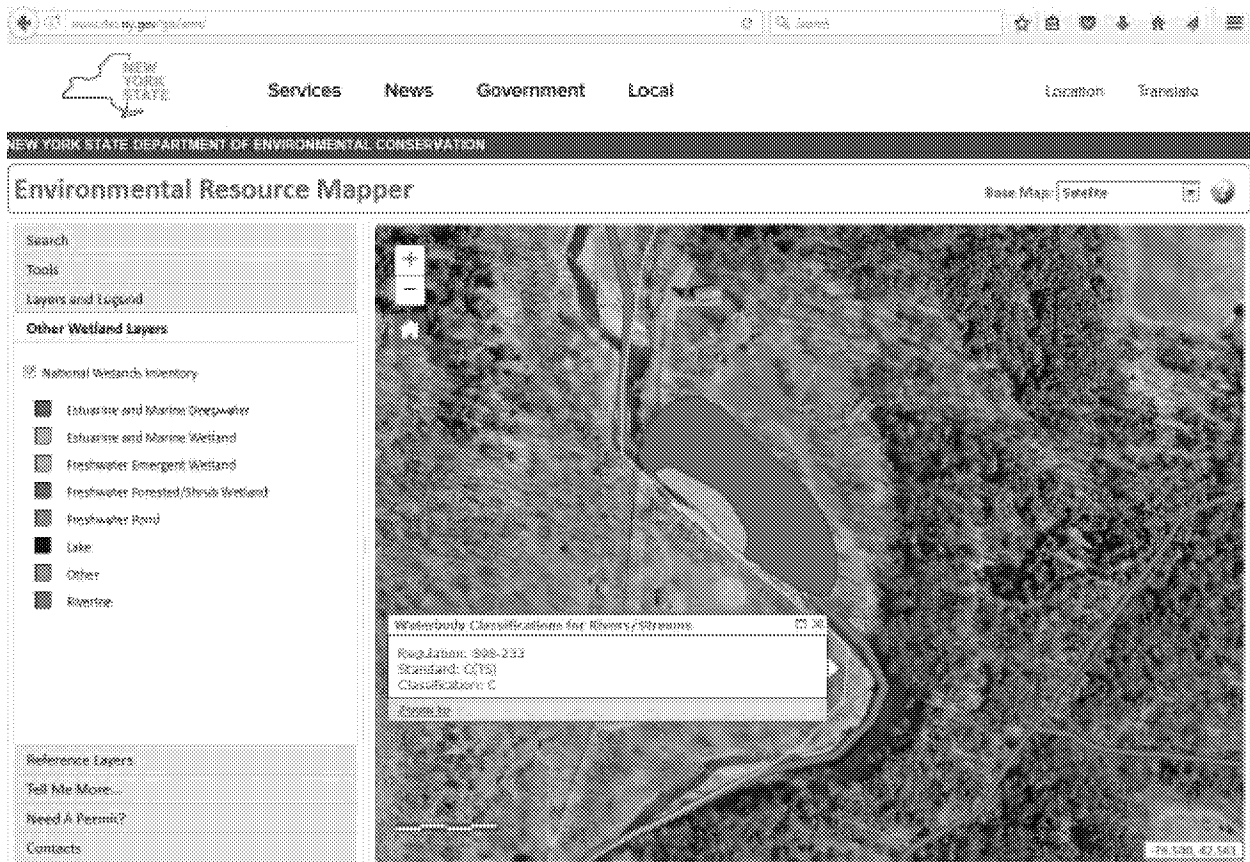 NEW
YORK
STATE
Services News Government Local Location Translate
NEW YORK STATE DEPARTMENT OF ENVIRONMENTAL CONSERVATION
Environmental Resource Mapper
Base Map: Satellite
Search
Tools
Layers and Legend
Other Wetland Layers
National Wetlands Inventory
Estuarine and Marine Deepwater
Estuarine and Marine Wetland
Freshwater Emergent Wetland
Freshwater Forested/Shrub Wetland
Freshwater Pond
Lake
Other
Riverine
Waterbody Classifications for Rivers/Streams
Regulation: 898-233
Standard: C(TS)
Classification: C
Zoom to
Reference Layers
Tell Me More...
Need A Permit?
Contacts